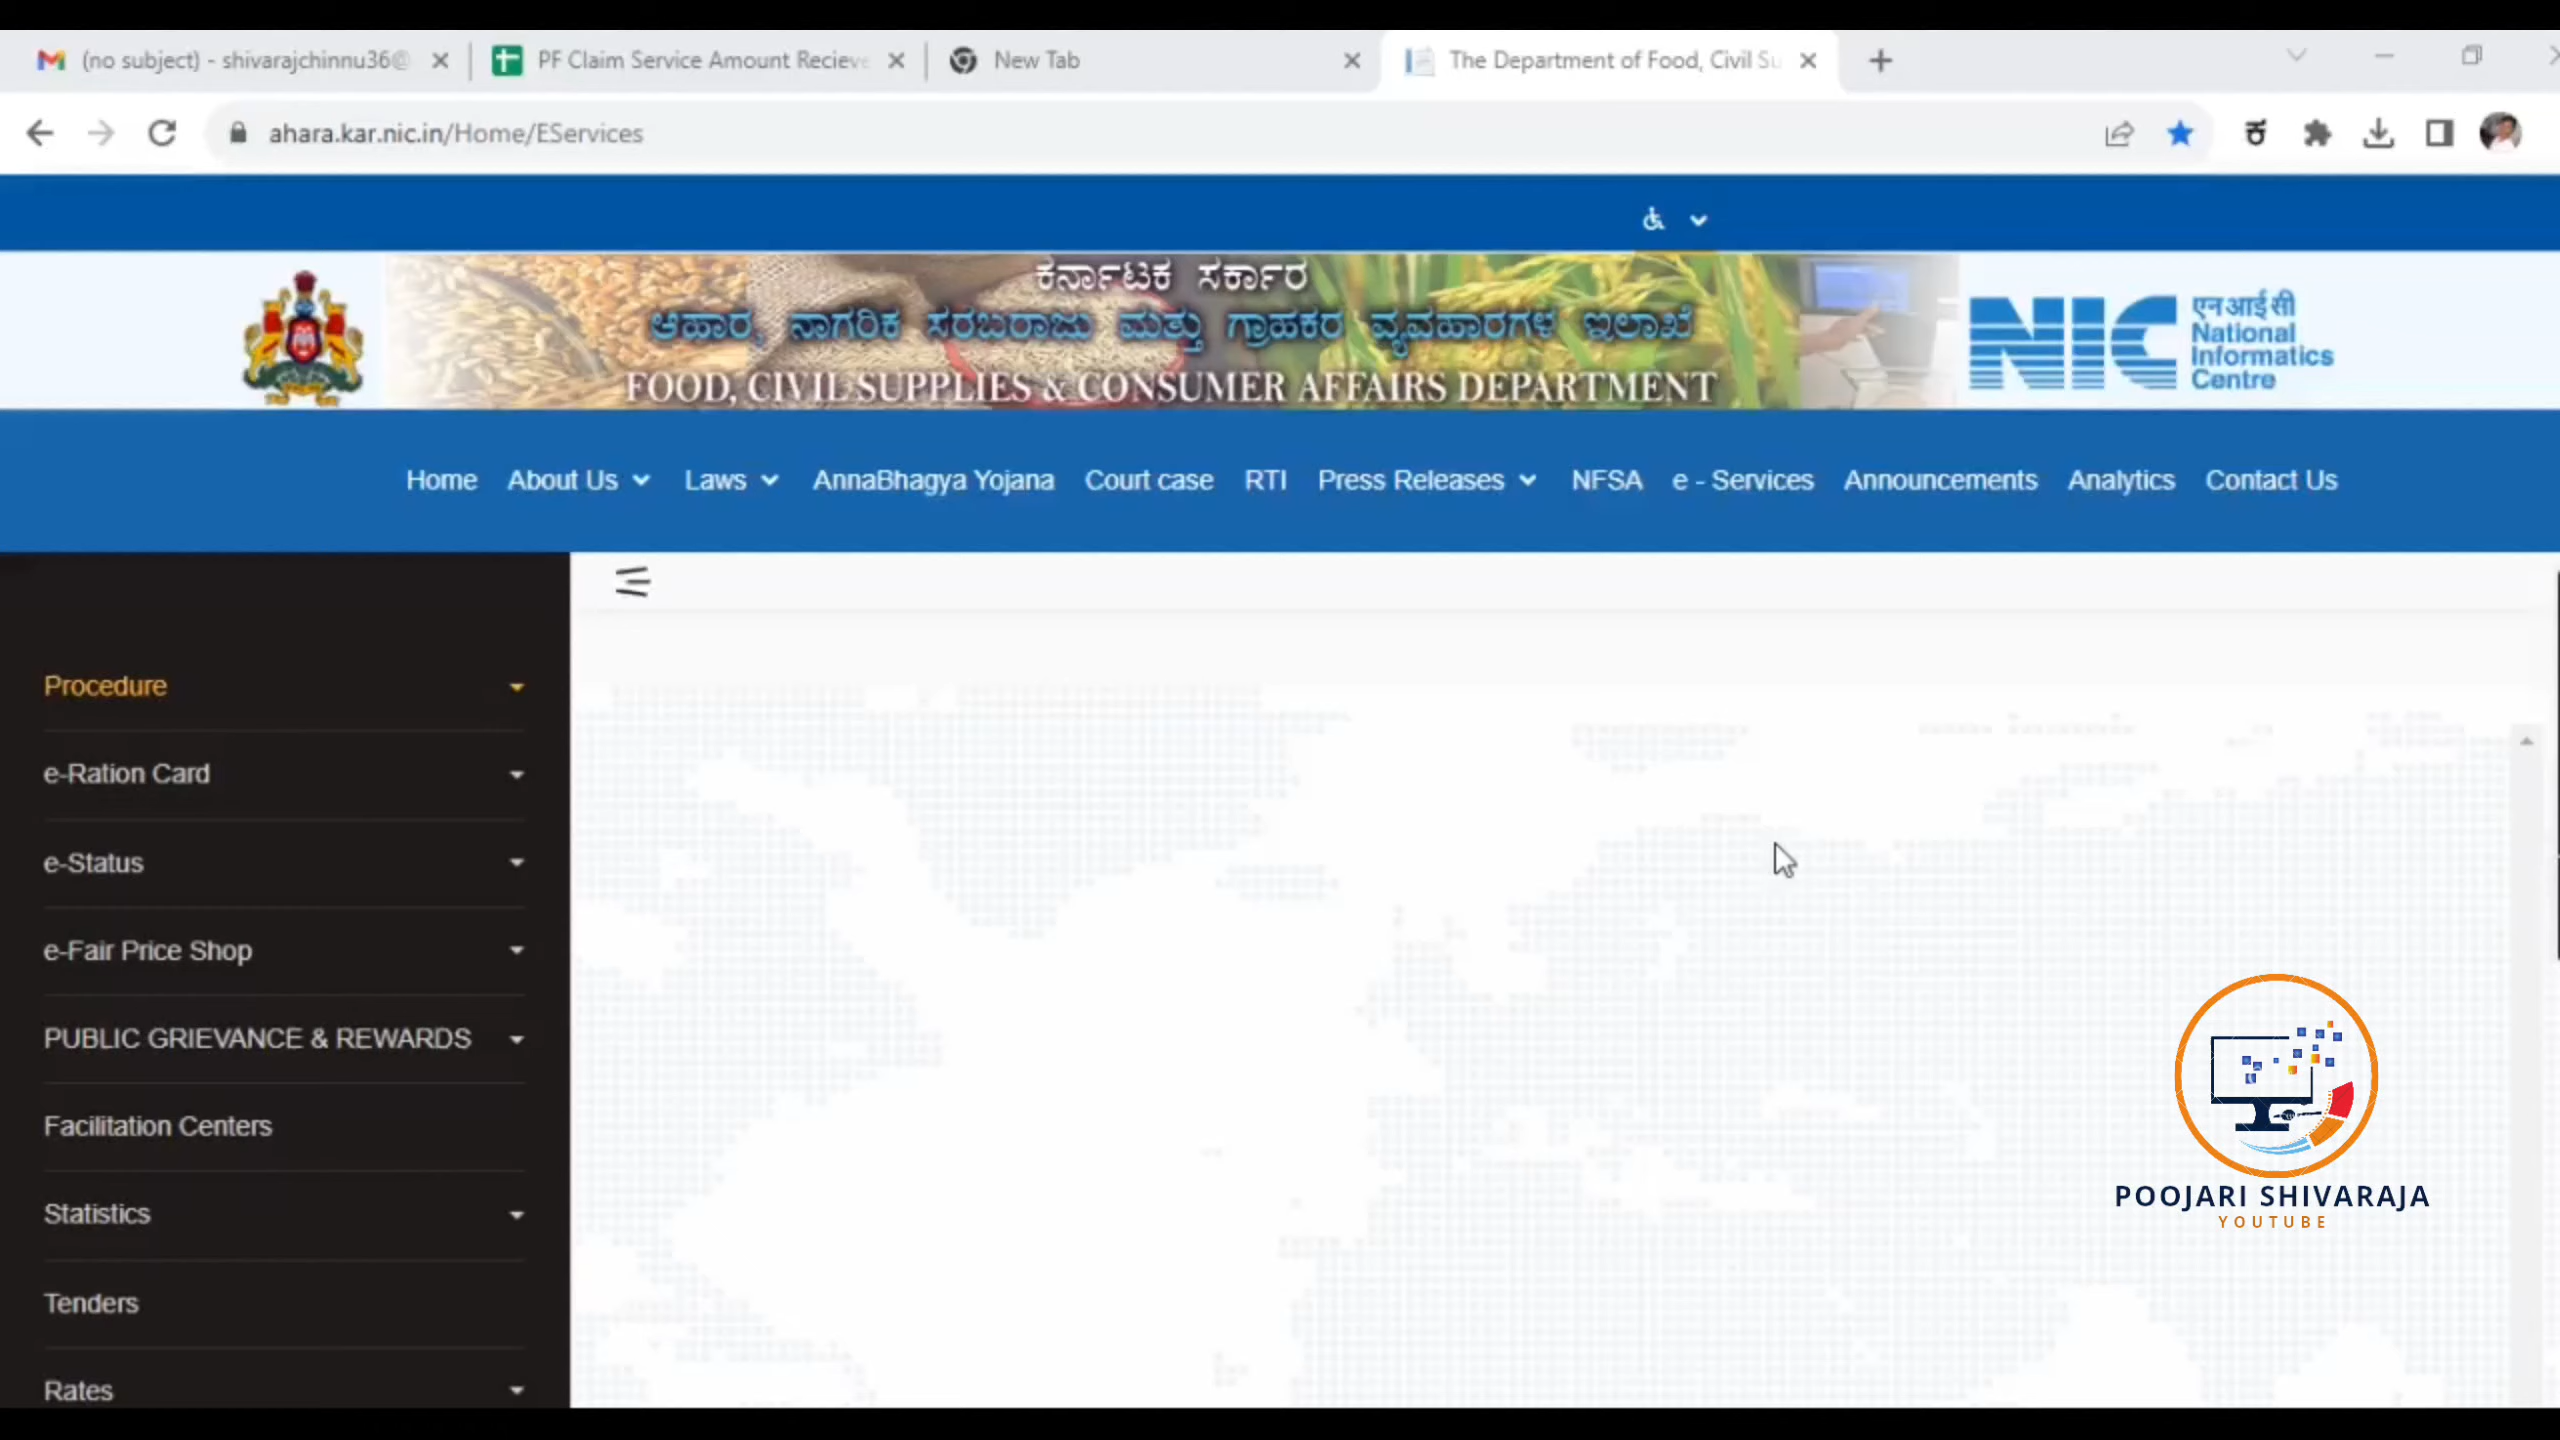 (no subject) - shivarajchinnu36@
PF Claim Service Amount Recieve
New Tab
The Department of Food, Civil Su
ahara.kar.nic.in/Home/EServices
ಕ
ಕರ್ನಾಟಕ ಸರ್ಕಾರ
ಆಹಾರ, ನಾಗರಿಕ ಸರಬರಾಜು ಮತ್ತು ಗ್ರಾಹಕರ ವ್ಯವಹಾರಗಳ ಇಲಾಖೆ
FOOD, CIVIL SUPPLIES & CONSUMER AFFAIRS DEPARTMENT
NIC
एन आई सी
National
Informatics
Centre
Home About Us Laws AnnaBhagya Yojana Court case RTI Press Releases NFSA e - Services Announcements Analytics Contact Us
Procedure
e-Ration Card
e-Status
e-Fair Price Shop
PUBLIC GRIEVANCE & REWARDS
Facilitation Centers
Statistics
Tenders
Rates
POOJARI SHIVARAJA
YOUTUBE